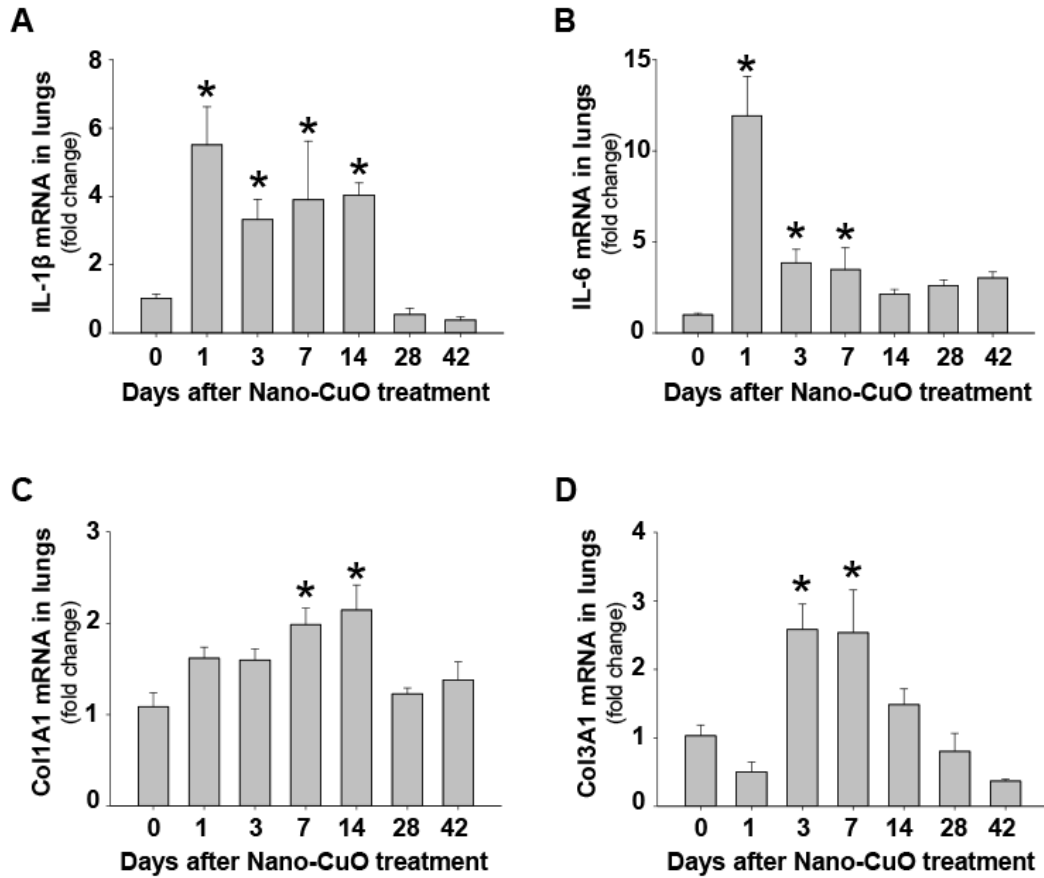 A
IL-1β mRNA in lungs
(fold change)
8
6
4
2
0
*
*
*
*
0 1 3 7 14 28 42
Days after Nano-CuO treatment
B
IL-6 mRNA in lungs
(fold change)
15
10
5
0
*
*
*
0 1 3 7 14 28 42
Days after Nano-CuO treatment
C
Col1A1 mRNA in lungs
(fold change)
3
2
1
0
*
*
0 1 3 7 14 28 42
Days after Nano-CuO treatment
D
Col3A1 mRNA in lungs
(fold change)
4
3
2
1
0
*
*
0 1 3 7 14 28 42
Days after Nano-CuO treatment